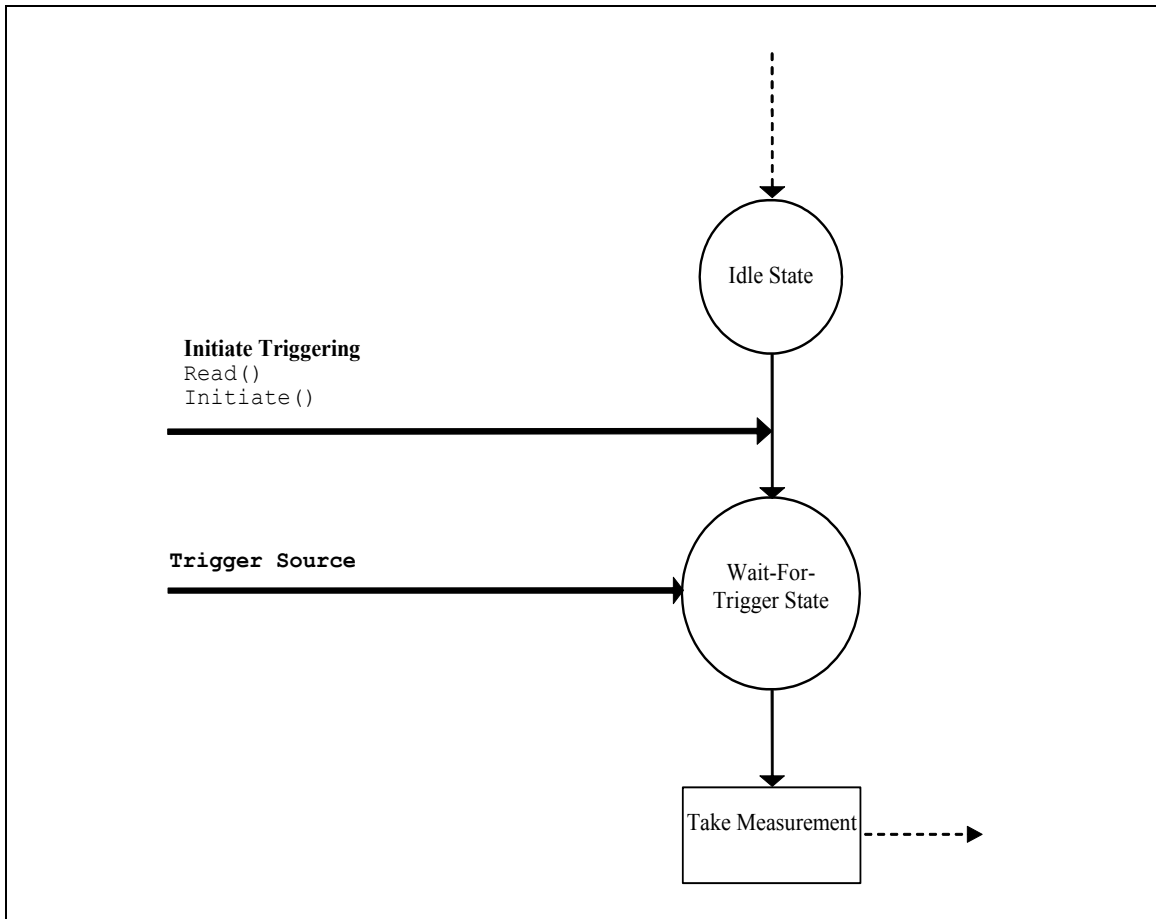 Idle State
Initiate Triggering
Read()
Initiate()
Trigger Source
Wait-For-
Trigger State
Take Measurement